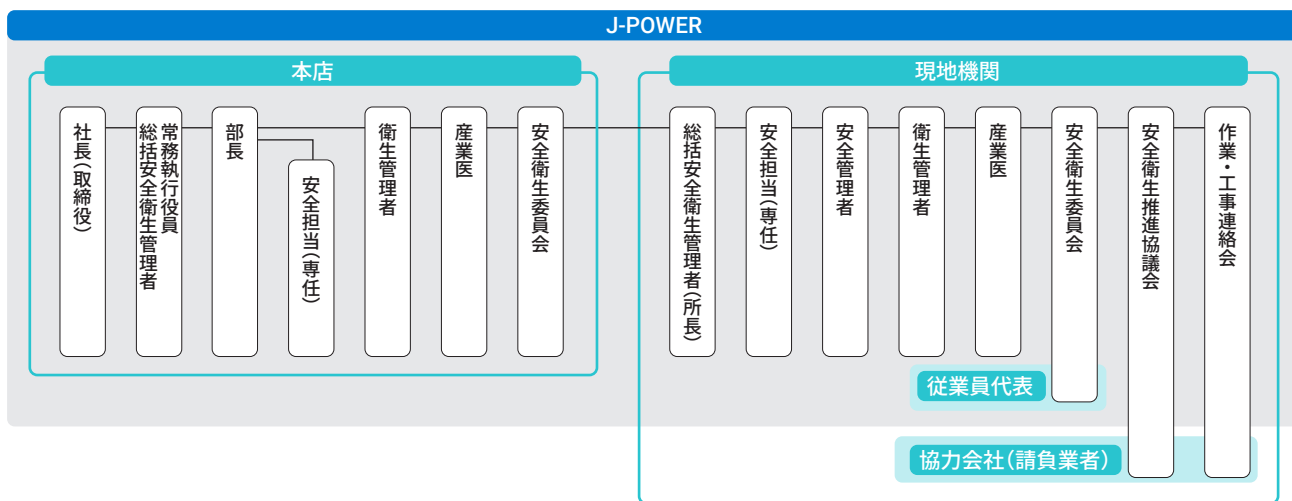 J-POWER
本店
現地機関
社長（取締役）
常務執行役員
総括安全衛生管理者
部長
安全担当（専任）
衛生管理者
産業医
安全衛生委員会
総括安全衛生管理者（所長）
安全担当（専任）
安全管理者
衛生管理者
産業医
安全衛生委員会
安全衛生推進協議会
作業・工事連絡会
従業員代表
協力会社（請負業者）